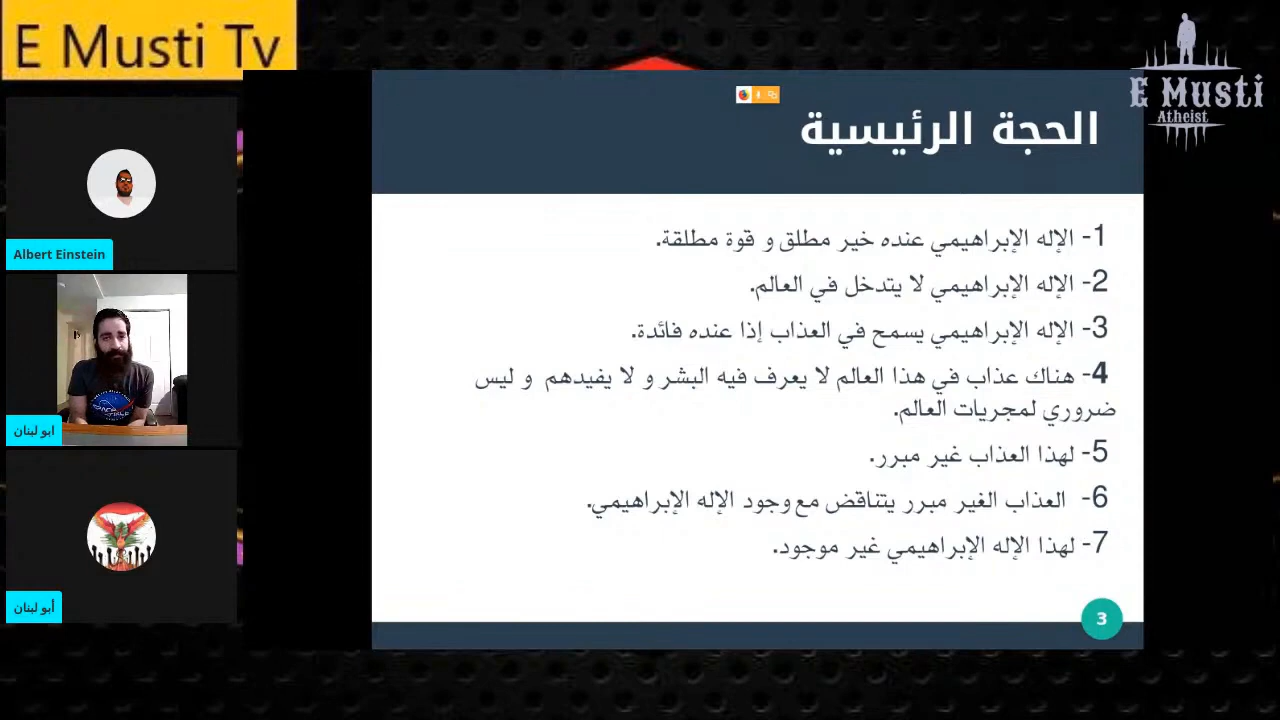 E Musti Tv
E Musti
Atheist
الحجة الرئيسية
1- الإله الإبراهيمي عنده خير مطلق و قوة مطلقة.
2- الإله الإبراهيمي لا يتدخل في العالم.
3- الإله الإبراهيمي يسمح في العذاب إذا عنده فائدة.
4- هناك عذاب في هذا العالم لا يعرف فيه البشر و لا يفيدهم و ليس
ضروري لمجريات العالم.
5- لهذا العذاب غير مبرر.
6- العذاب الغير مبرر يتناقض مع وجود الإله الإبراهيمي.
7- لهذا الإله الإبراهيمي غير موجود.
3
Albert Einstein
ابو لبنان
أبو لبنان